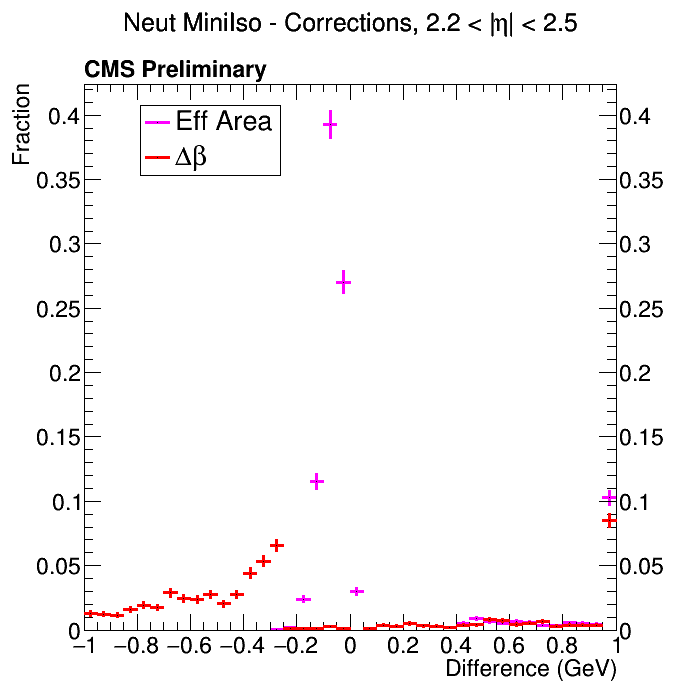 Neut MiniIso - Corrections, 2.2 < |η| < 2.5
CMS Preliminary
Fraction
Eff Area
Δβ
0.4
0.35
0.3
0.25
0.2
0.15
0.1
0.05
0
0.4
0.35
0.3
0.25
0.2
0.15
0.1
0.05
0
−1 −0.8 −0.6 −0.4 −0.2 0 0.2 0.4 0.6 0.8 1
Difference (GeV)